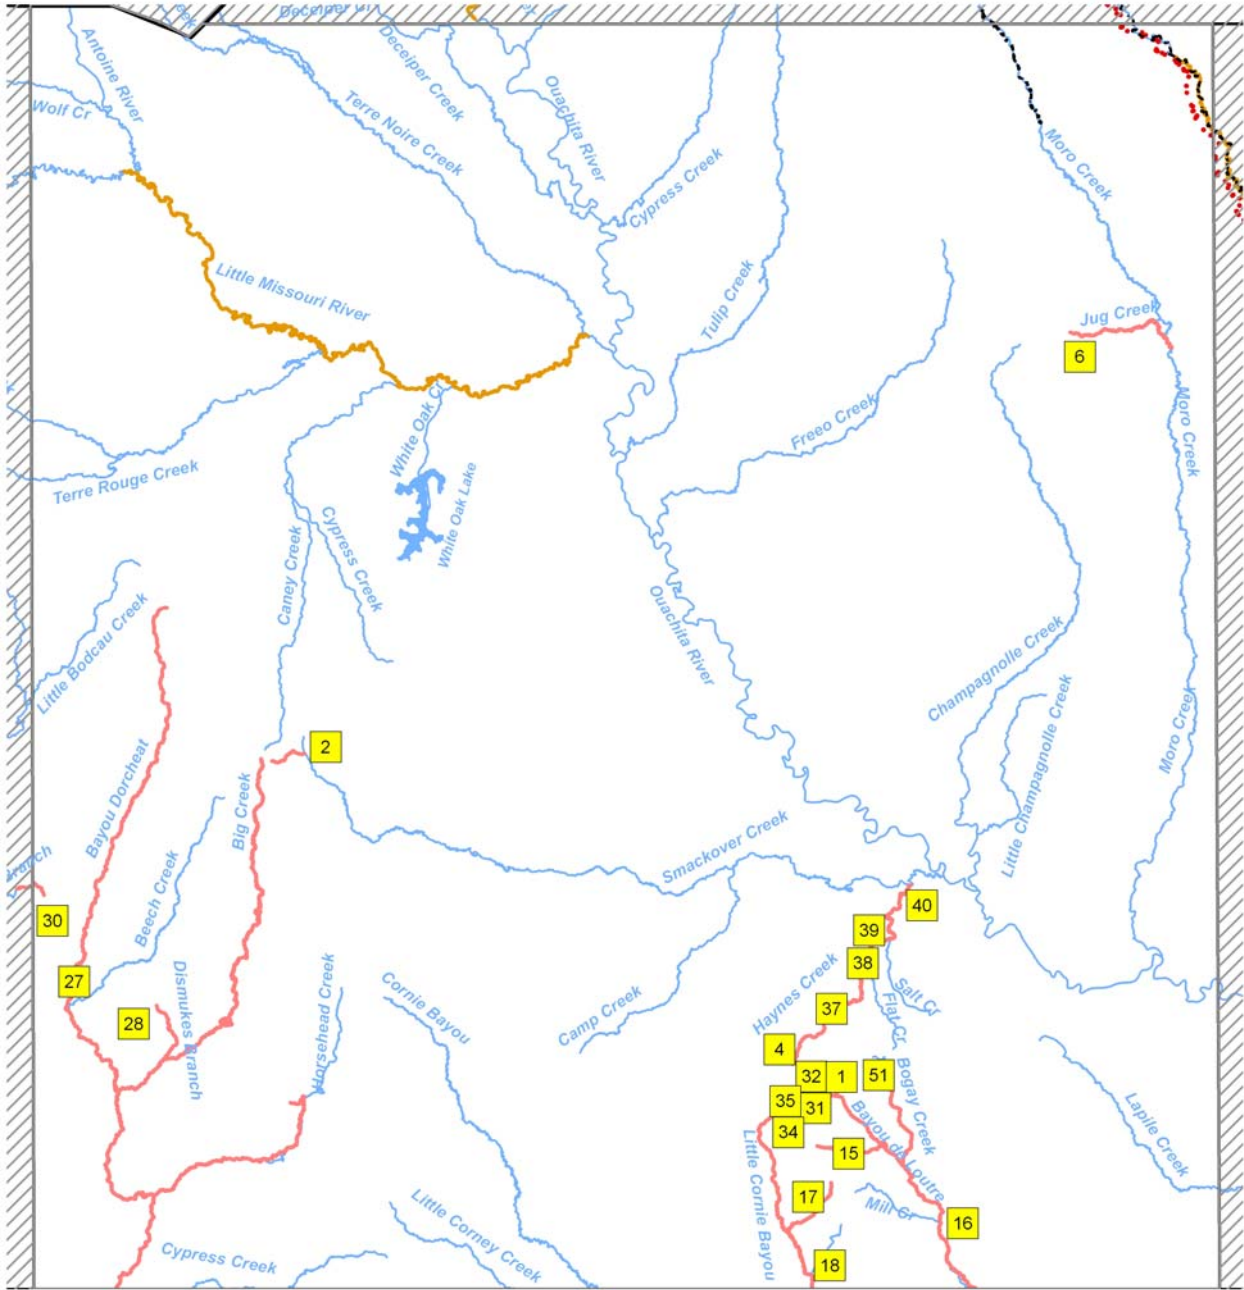 Deceiper Cr
Antoine River
Wolf Cr
Terre Noire Creek
Deceiper Creek
Ouachita River
Cypress Creek
Moro Creek
Little Missouri River
Tulip Creek
Jug Creek
6
Freeo Creek
Moro Creek
White Oak Cr
White Oak Lake
Terre Rouge Creek
Caney Creek
Cypress Creek
Little Bodcau Creek
Ouachita River
Champagnolle Creek
Little Champagnolle Creek
Moro Creek
2
Bayou Dorcheat
Big Creek
Smackover Creek
Beech Creek
30
40
39
38
27
28
Dismukes Branch
Horsehead Creek
Cornie Bayou
Camp Creek
Haynes Creek
Salt Cr
Flat Cr
37
4
32
1
51
35
31
34
Bogay Creek
Bayou de Loutre
Lapile Creek
15
Little Cornie Bayou
17
Mill Cr
16
Little Corney Creek
Cypress Creek
18